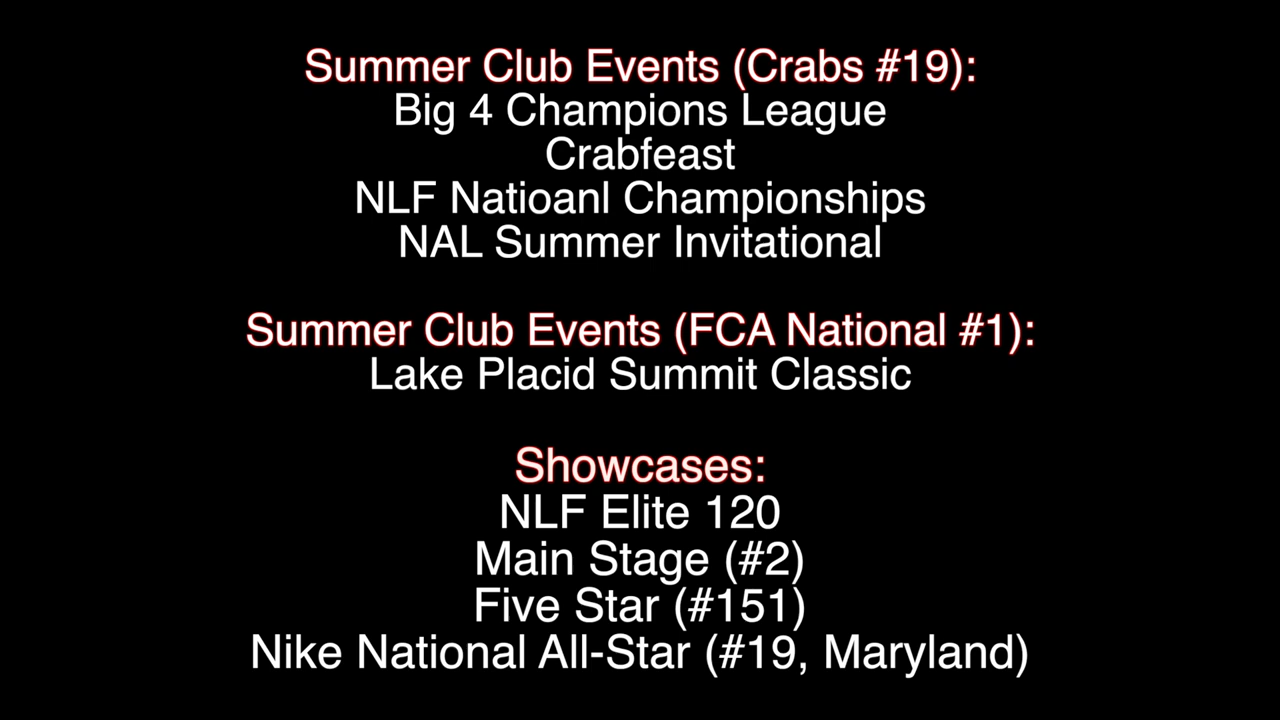 Summer Club Events (Crabs #19):
Big 4 Champions League
Crabfeast
NLF Natioanl Championships
NAL Summer Invitational
Summer Club Events (FCA National #1):
Lake Placid Summit Classic
Showcases:
NLF Elite 120
Main Stage (#2)
Five Star (#151)
Nike National All-Star (#19, Maryland)